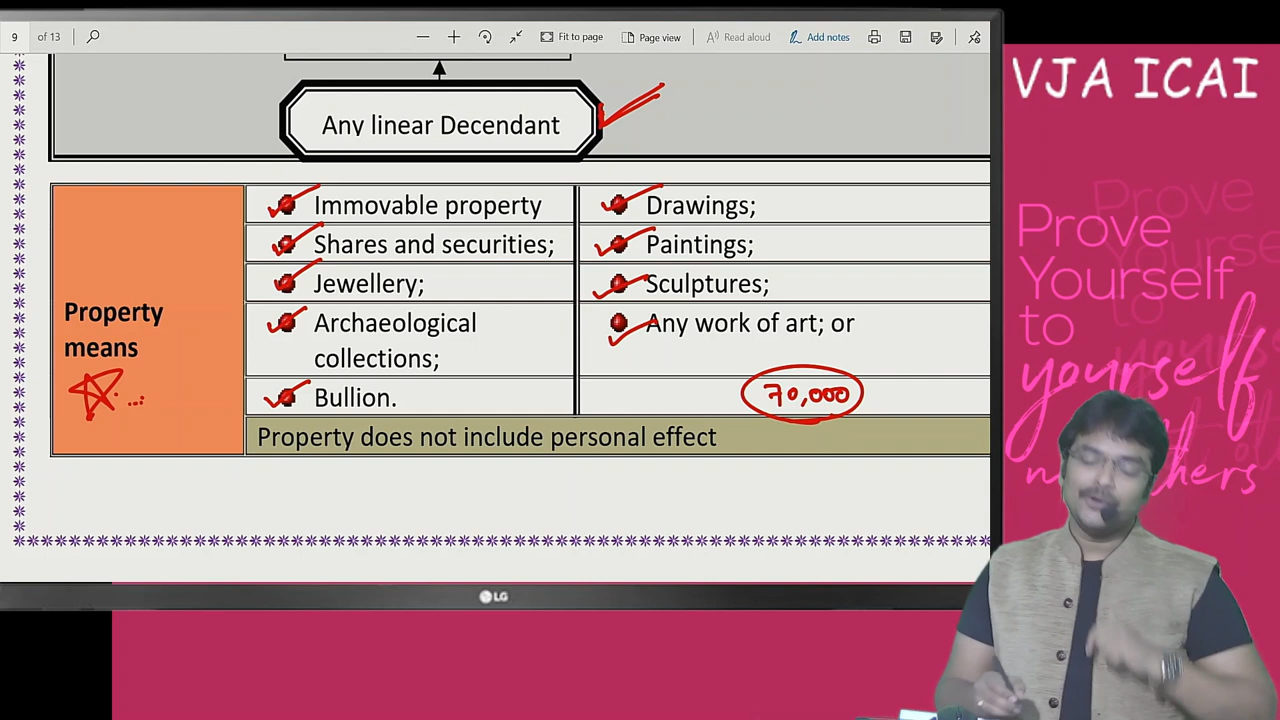 9 of 13 Fit to page Page view Read aloud Add notes
VJA ICAI
Any linear Decendant
Property means
Immovable property
Drawings;
Shares and securities;
Paintings;
Jewellery;
Sculptures;
Archaeological
collections;
Any work of art; or
Bullion.
70,000
Property does not include personal effect
Prove
Yourself
to
yourself
LG